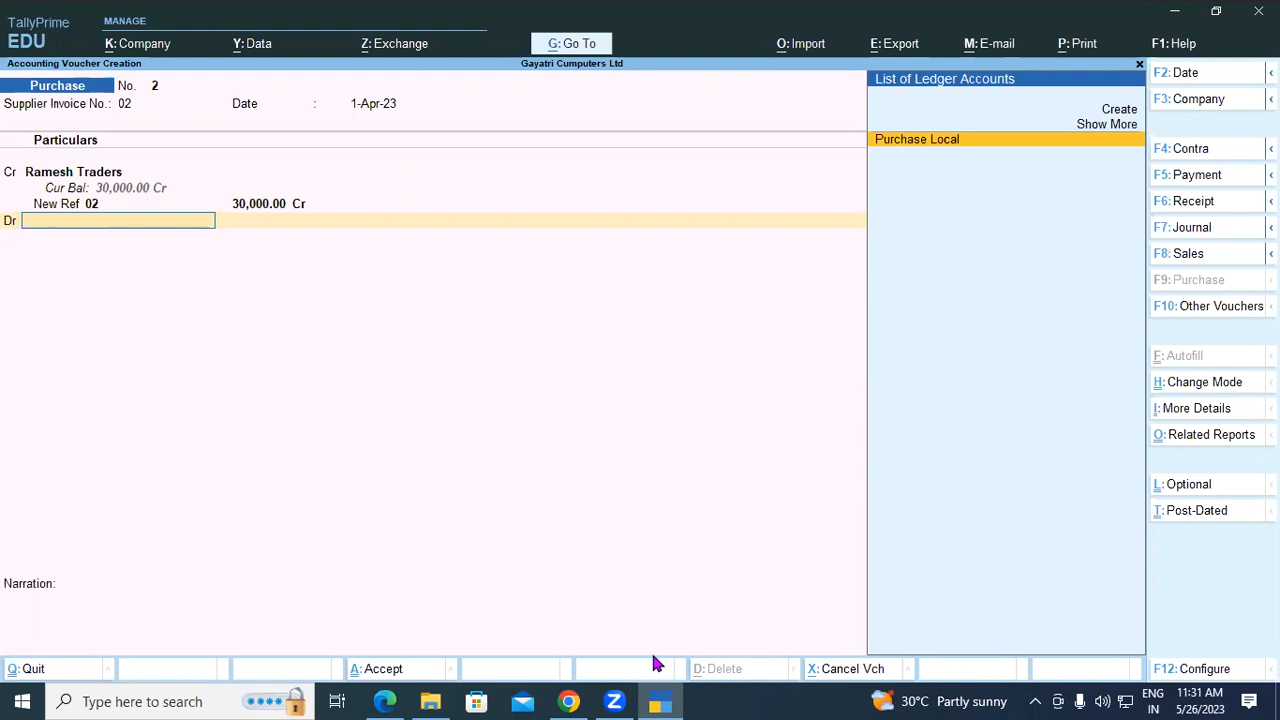 TallyPrime
EDU
MANAGE
K: Company
Y: Data
Z: Exchange
G: Go To
O: Import
E: Export
M: E-mail
P: Print
F1: Help
Accounting Voucher Creation
Gayatri Cumputers Ltd
Purchase No. 2
Supplier Invoice No.: 02 Date : 1-Apr-23
Particulars
Cr Ramesh Traders
Cur Bal: 30,000.00 Cr
New Ref 02 30,000.00 Cr
Dr
Narration:
List of Ledger Accounts
Create
Show More
Purchase Local
F2: Date
F3: Company
F4: Contra
F5: Payment
F6: Receipt
F7: Journal
F8: Sales
F9: Purchase
F10: Other Vouchers
F: Autofill
H: Change Mode
I: More Details
O: Related Reports
L: Optional
T: Post-Dated
Q: Quit
A: Accept
D: Delete
X: Cancel Vch
F12: Configure
Type here to search
30°C Partly sunny
ENG
IN
11:31 AM
5/26/2023